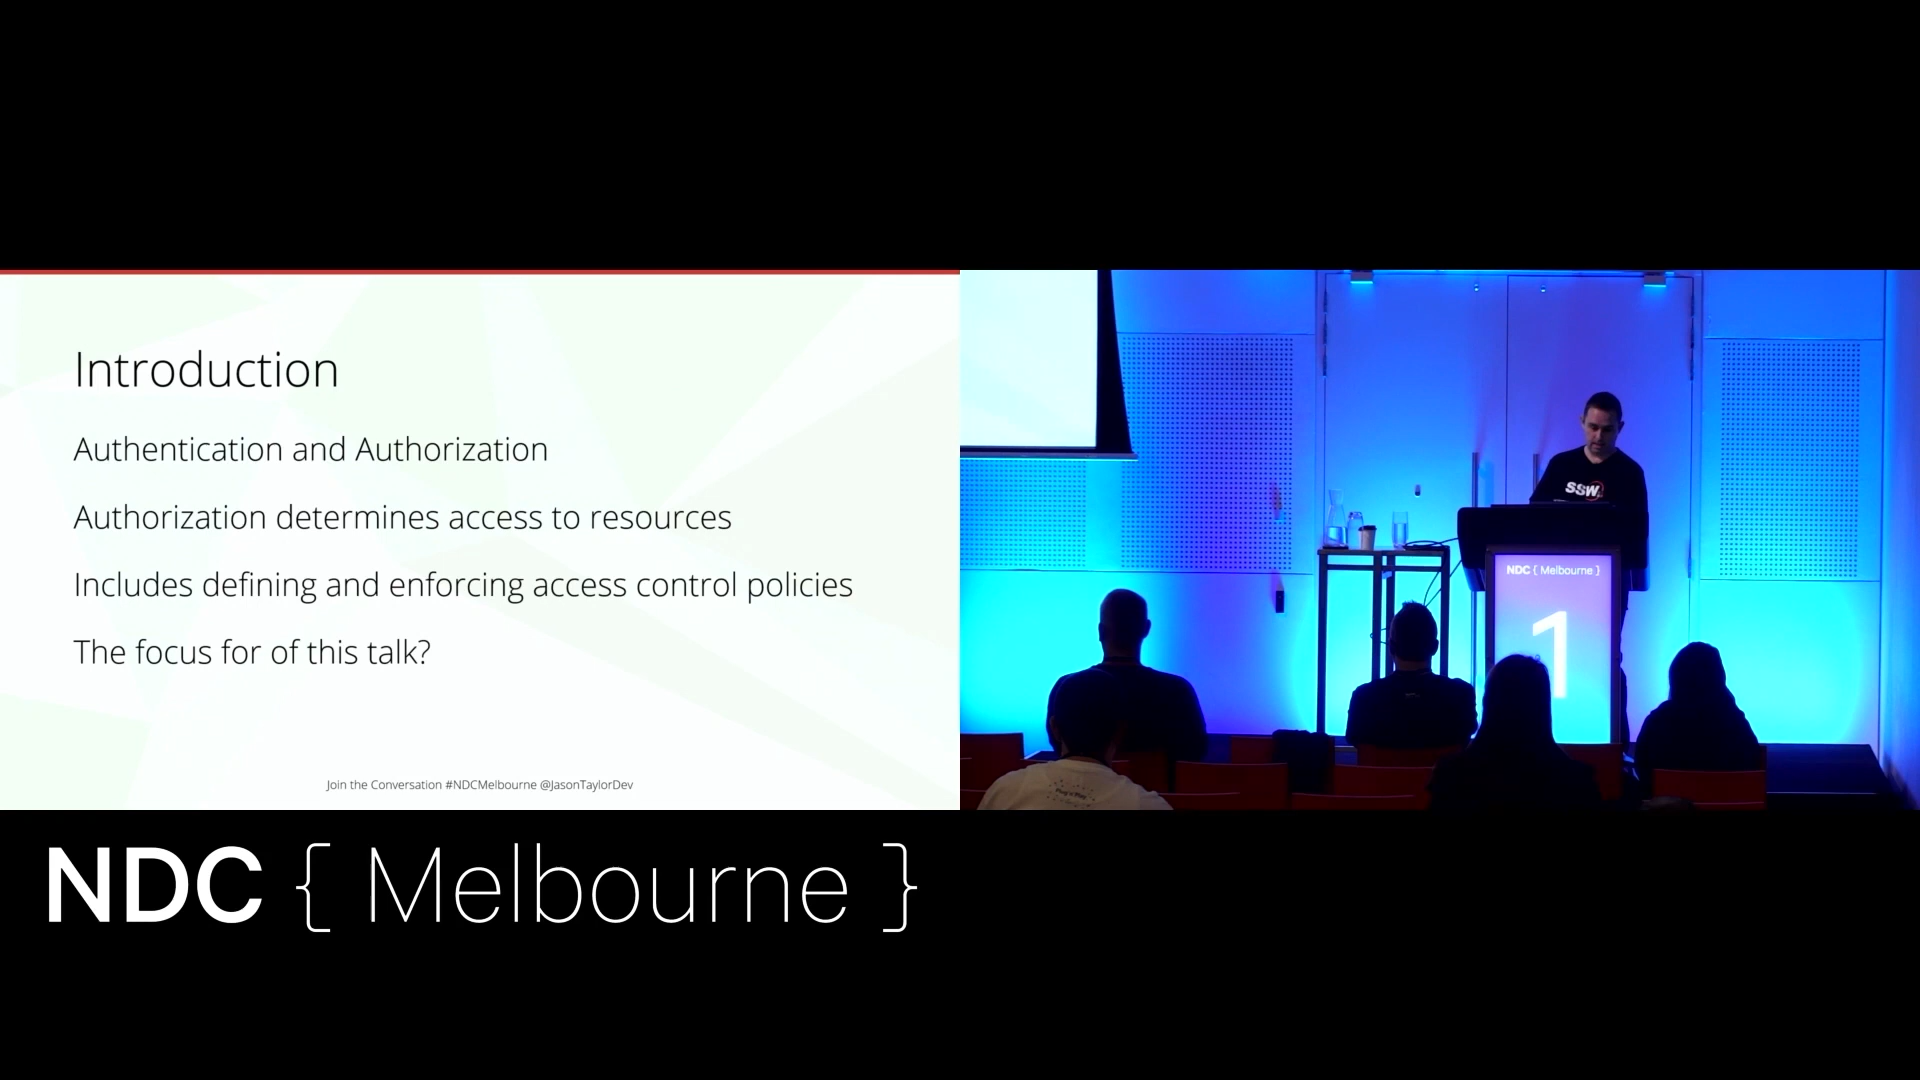 Introduction
Authentication and Authorization
Authorization determines access to resources
Includes defining and enforcing access control policies
The focus for of this talk?
Join the Conversation #NDCMelbourne @JasonTaylorDev
SSW
NDC { Melbourne }
1
NDC { Melbourne }